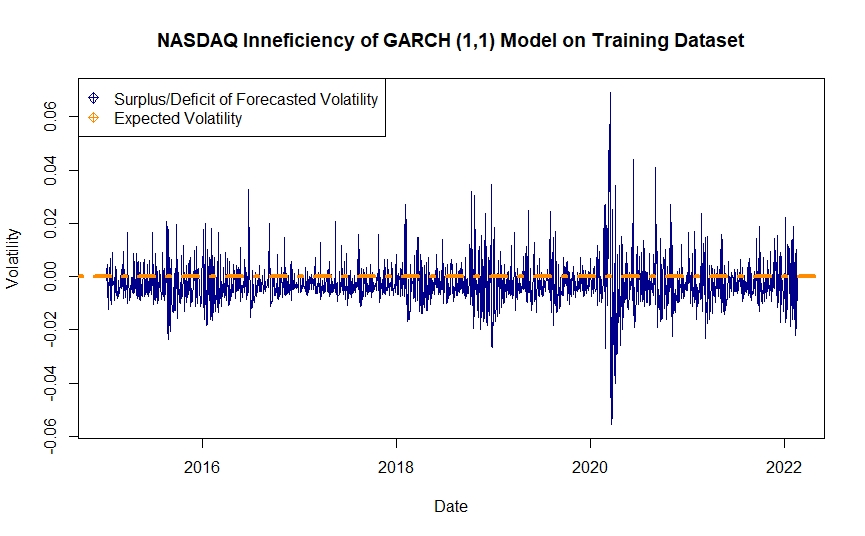 NASDAQ Inneficiency of GARCH (1,1) Model on Training Dataset
Surplus/Deficit of Forecasted Volatility
Expected Volatility
Volatility
0.06
0.04
0.02
0.00
-0.02
-0.04
-0.06
2016 2018 2020 2022
Date